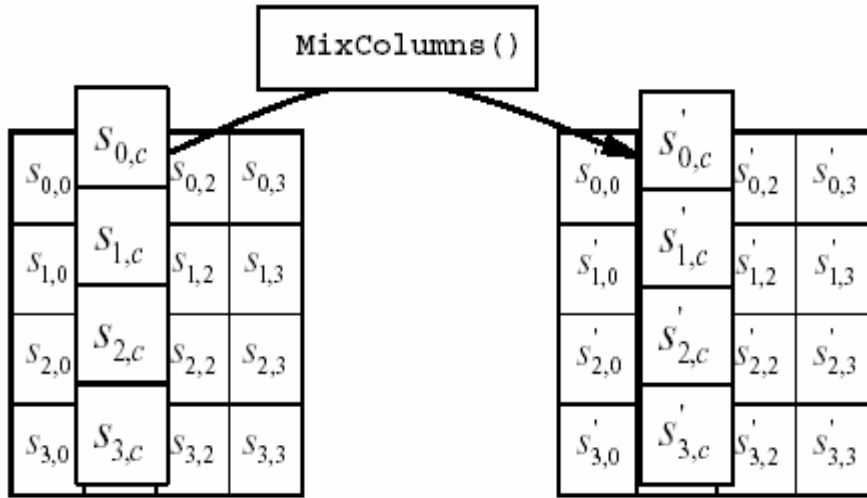 MixColumns()
S0,c S'0,c
S0,0 S0,2 S0,3 S'0,0 S'0,2 S'0,3
S1,c S'1,c
S1,0 S1,2 S1,3 S'1,0 S'1,2 S'1,3
S2,c S'2,c
S2,0 S2,2 S2,3 S'2,0 S'2,2 S'2,3
S3,c S'3,c
S3,0 S3,2 S3,3 S'3,0 S'3,2 S'3,3